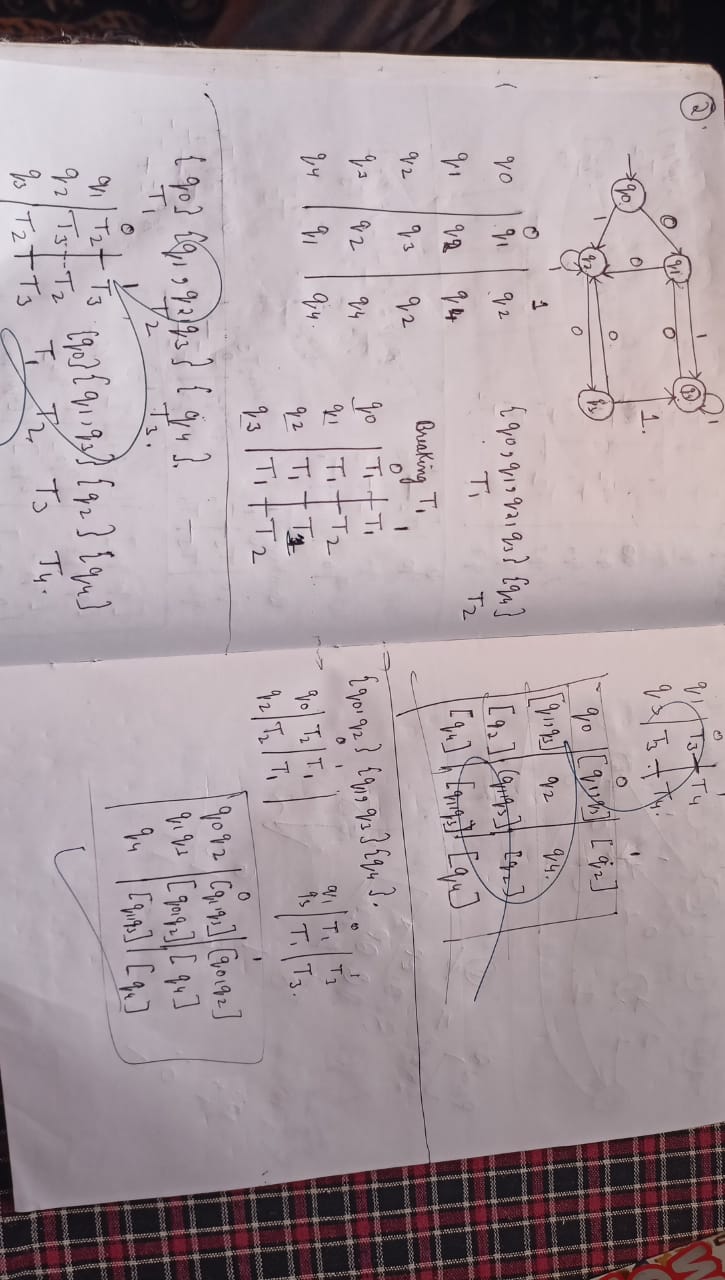 2
0 1 0 1
q0 q1 q2 q3
1 0 0 0 1 1
0 1
q0 q1 q2
q1 q2 q4
q2 q3 q2
q3 q2 q4
q4 q1 q4.
{q0, q1, q2, q3} {q4}
T1 T2
Breaking T1
0 1
q0 T1 T1
q1 T1 T2
q2 T1 T1
q3 T1 T2
{q0} {q1, q2, q3} {q4}.
T1 T2 T3.
0 1
q1 T2 T3
q2 T3 T2
q3 T2 T3
{q0} {q1, q3} {q2} {q4}
T1 T2 T3 T4.
0 1
q1 T3 T4
q3 T3 T4.
0 1
q0 [q1, q3] [q2]
[q1, q3] q2 q4.
[q2] [q1, q3] [q2]
[q4] [q1, q3] [q4]
{q0, q2} {q1, q3} {q4}.
0 1
q0 T2 T1
q2 T2 T1
0 1
q1 T1 T3
q3 T1 T3.
0 1
q0 q2 [q1, q3] [q0, q2]
q1 q3 [q0, q2] [q4]
q4 [q1, q3] [q4]